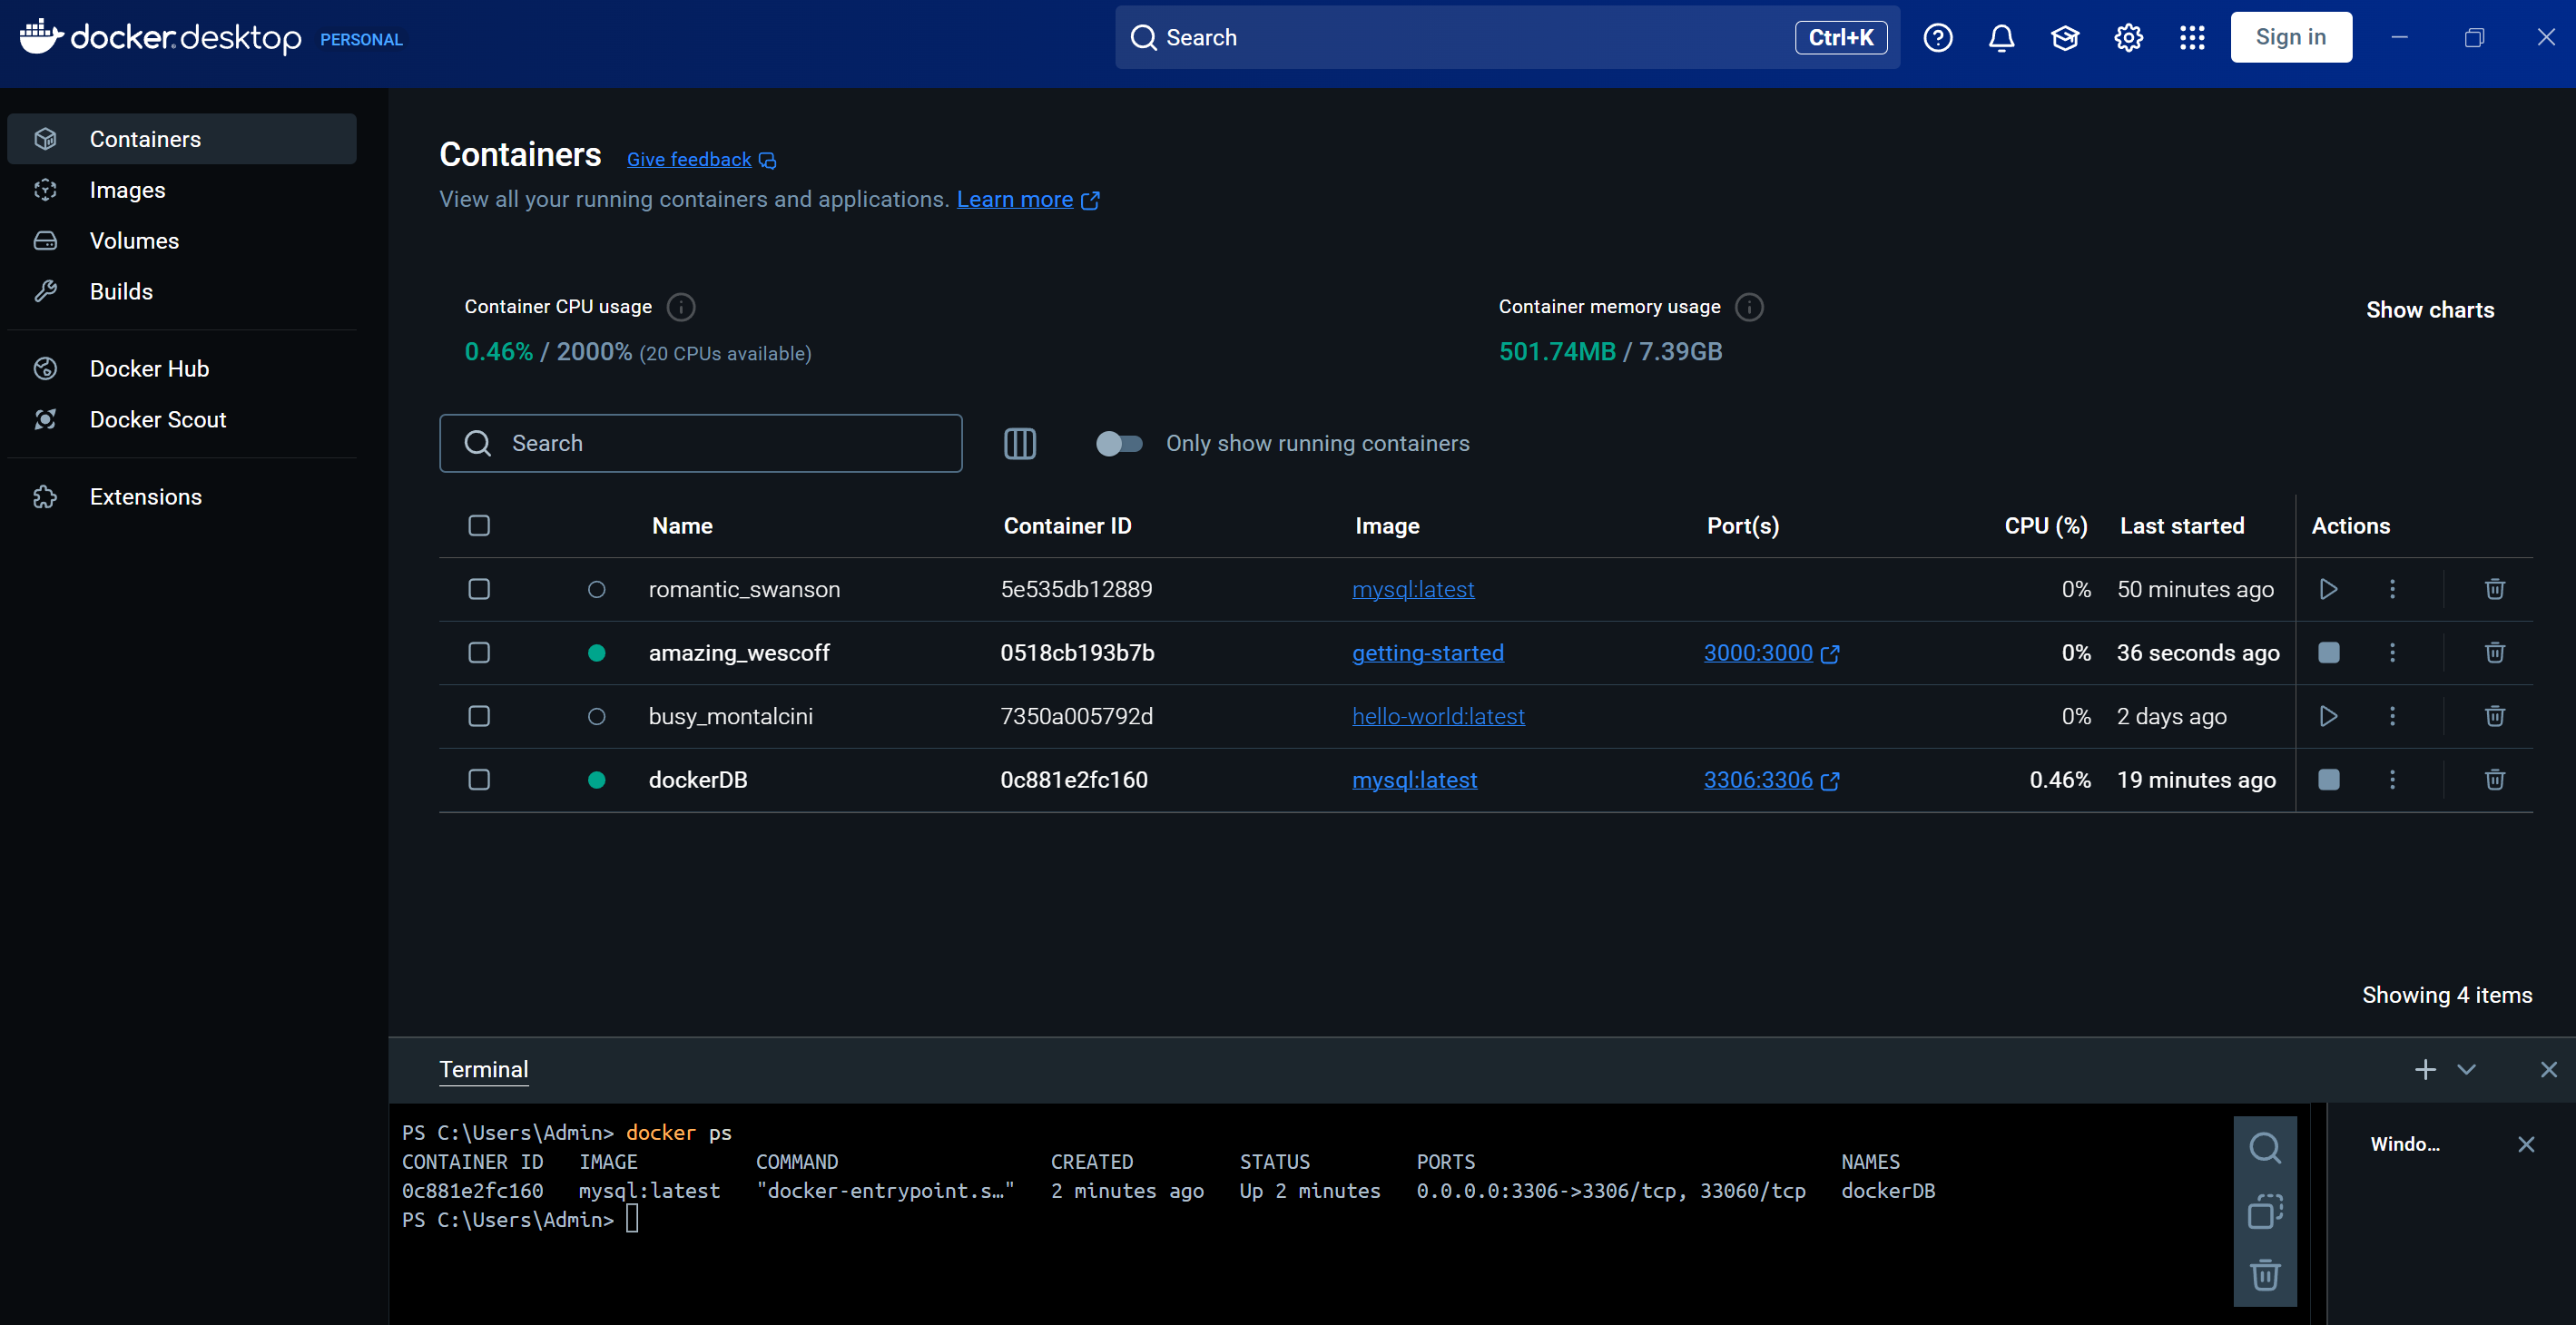 docker.desktop PERSONAL
Search Ctrl+K
Sign in
Containers
Images
Volumes
Builds
Docker Hub
Docker Scout
Extensions
Containers Give feedback
View all your running containers and applications. Learn more
Container CPU usage
0.46% / 2000% (20 CPUs available)
Container memory usage
501.74MB / 7.39GB
Show charts
Search
Only show running containers
Name Container ID Image Port(s) CPU (%) Last started Actions
romantic_swanson 5e535db12889 mysql:latest 0% 50 minutes ago
amazing_wescoff 0518cb193b7b getting-started 3000:3000 0% 36 seconds ago
busy_montalcini 7350a005792d hello-world:latest 0% 2 days ago
dockerDB 0c881e2fc160 mysql:latest 3306:3306 0.46% 19 minutes ago
Showing 4 items
Terminal
PS C:\Users\Admin> docker ps
CONTAINER ID IMAGE COMMAND CREATED STATUS PORTS NAMES
0c881e2fc160 mysql:latest "docker-entrypoint.s…" 2 minutes ago Up 2 minutes 0.0.0.0:3306->3306/tcp, 33060/tcp dockerDB
PS C:\Users\Admin>
Windo...